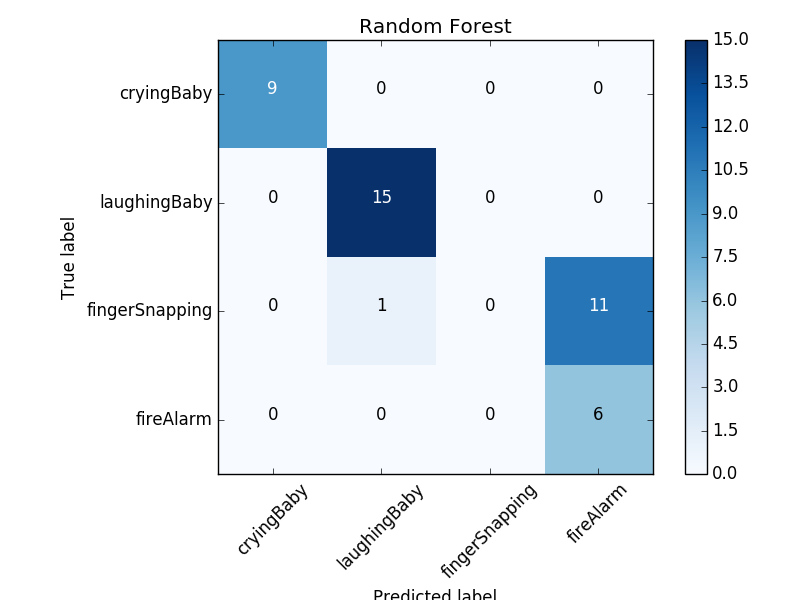 Random Forest
cryingBaby 9 0 0 0
laughingBaby 0 15 0 0
fingerSnapping 0 1 0 11
fireAlarm 0 0 0 6
True label
cryingBaby laughingBaby fingerSnapping fireAlarm
Predicted label
15.0
13.5
12.0
10.5
9.0
7.5
6.0
4.5
3.0
1.5
0.0